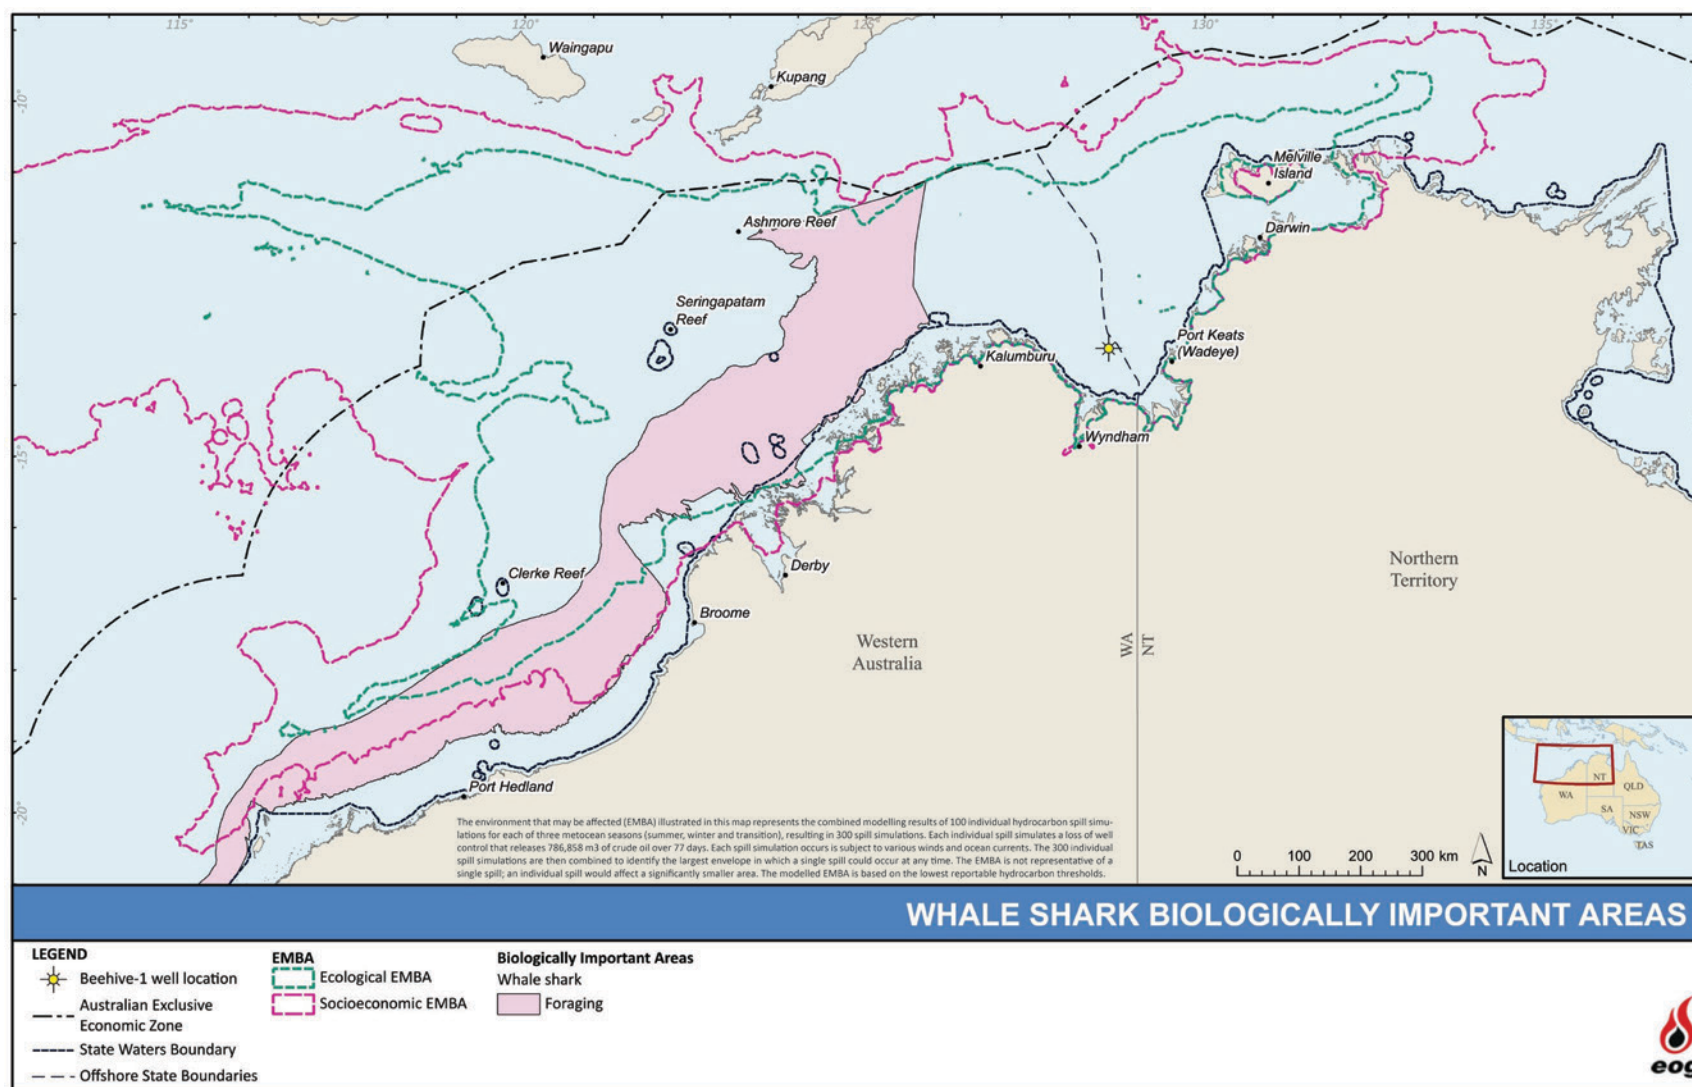 115°
120°
125°
130°
135°
Waingapu
Kupang
-10°
Melville
Island
Ashmore Reef
Darwin
Seringapatam
Reef
Port Keats
(Wadeye)
Kalumburu
Wyndham
-15°
Northern
Territory
Clerke Reef
Derby
Broome
Western
Australia
WA
NT
Port Hedland
-20°
The environment that may be affected (EMBA) illustrated in this map represents the combined modelling results of 100 individual hydrocarbon spill simu-
lations for each of three metocean seasons (summer, winter and transition), resulting in 300 spill simulations. Each individual spill simulates a loss of well
control that releases 786,858 m3 of crude oil over 77 days. Each spill simulation occurs is subject to various winds and ocean currents. The 300 individual
spill simulations are then combined to identify the largest envelope in which a single spill could occur at any time. The EMBA is not representative of a
single spill; an individual spill would affect a significantly smaller area. The modelled EMBA is based on the lowest reportable hydrocarbon thresholds.
0 100 200 300 km
N
NT
WA
QLD
SA
NSW
VIC
TAS
Location
WHALE SHARK BIOLOGICALLY IMPORTANT AREAS
LEGEND
Beehive-1 well location
Australian Exclusive
Economic Zone
State Waters Boundary
Offshore State Boundaries
EMBA
Ecological EMBA
Socioeconomic EMBA
Biologically Important Areas
Whale shark
Foraging
eog